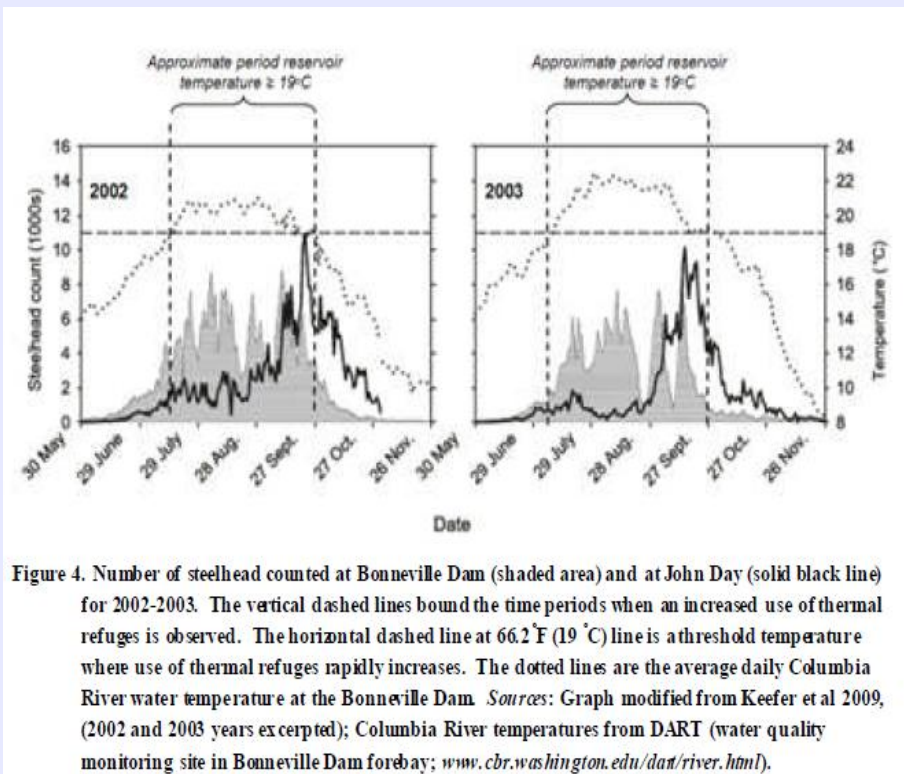 Approximate period reservoir
temperature ≥ 19°C
Approximate period reservoir
temperature ≥ 19°C
16
14
12
10
8
6
4
2
0
Steelhead count (1000s)
2002
2003
24
22
20
18
16
14
12
10
8
Temperature (°C)
30 May
29 June
29 July
28 Aug.
27 Sept.
27 Oct.
26 Nov.
30 May
29 June
29 July
28 Aug.
27 Sept.
27 Oct.
26 Nov.
Date
Figure 4. Number of steelhead counted at Bonneville Dam (shaded area) and at John Day (solid black line)
for 2002-2003. The vertical dashed lines bound the time periods when an increased use of thermal
refuges is observed. The horizontal dashed line at 66.2 °F (19 °C) line is a threshold temperature
where use of thermal refuges rapidly increases. The dotted lines are the average daily Columbia
River water temperature at the Bonneville Dam. Sources: Graph modified from Keefer et al 2009,
(2002 and 2003 years excerpted); Columbia River temperatures from DART (water quality
monitoring site in Bonneville Dam forebay; www.cbr.washington.edu/dart/river.html).